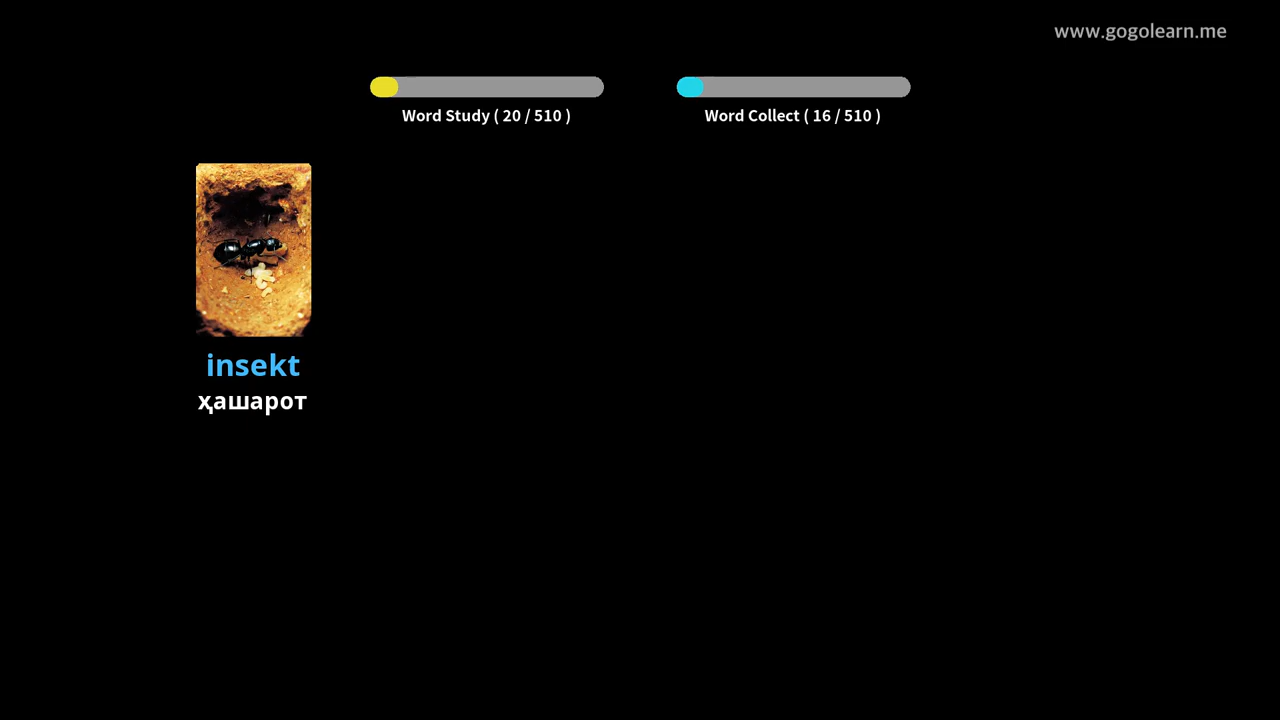 www.gogolearn.me
Word Study ( 20 / 510 )
Word Collect ( 16 / 510 )
insekt
ҳашарот